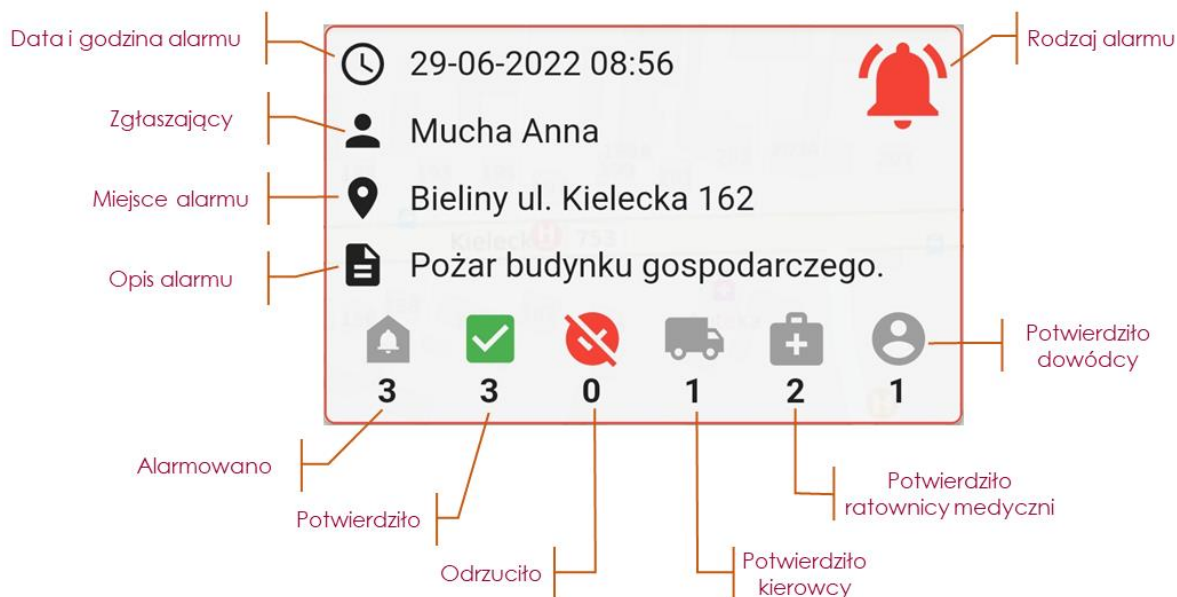 Data i godzina alarmu
29-06-2022 08:56
Rodzaj alarmu
Zgłaszający
Mucha Anna
Miejsce alarmu
Bieliny ul. Kielecka 162
Opis alarmu
Pożar budynku gospodarczego.
Kielecka 753
Potwierdziło
dowódcy
3 3 0 1 2 1
Alarmowano
Potwierdziło
ratownicy medyczni
Potwierdziło
Odrzuciło
Potwierdziło
kierowcy